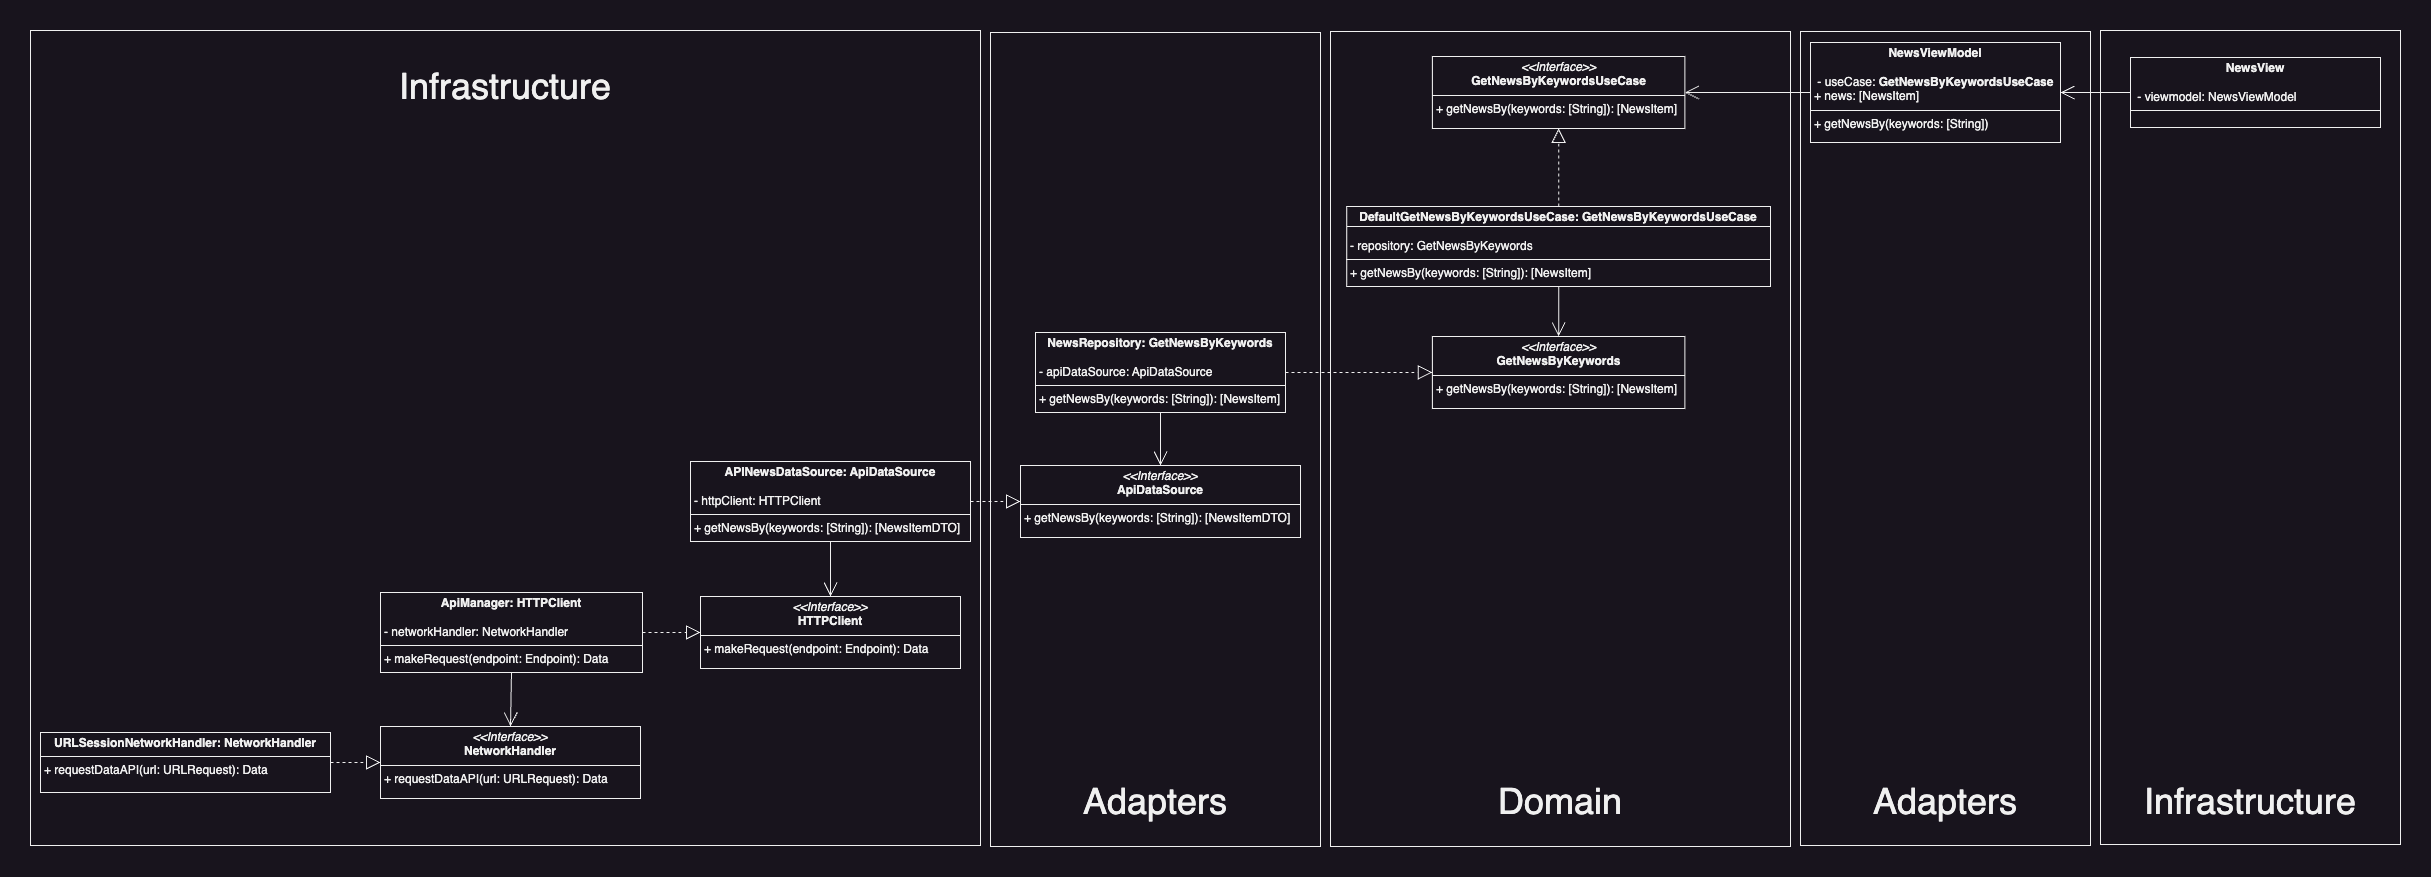 Infrastructure
URLSessionNetworkHandler: NetworkHandler
+ requestDataAPI(url: URLRequest): Data
<<Interface>>
NetworkHandler
+ requestDataAPI(url: URLRequest): Data
ApiManager: HTTPClient
- networkHandler: NetworkHandler
+ makeRequest(endpoint: Endpoint): Data
<<Interface>>
HTTPClient
+ makeRequest(endpoint: Endpoint): Data
APINewsDataSource: ApiDataSource
- httpClient: HTTPClient
+ getNewsBy(keywords: [String]): [NewsItemDTO]
NewsRepository: GetNewsByKeywords
- apiDataSource: ApiDataSource
+ getNewsBy(keywords: [String]): [NewsItem]
<<Interface>>
ApiDataSource
+ getNewsBy(keywords: [String]): [NewsItemDTO]
Adapters
<<Interface>>
GetNewsByKeywordsUseCase
+ getNewsBy(keywords: [String]): [NewsItem]
DefaultGetNewsByKeywordsUseCase: GetNewsByKeywordsUseCase
- repository: GetNewsByKeywords
+ getNewsBy(keywords: [String]): [NewsItem]
<<Interface>>
GetNewsByKeywords
+ getNewsBy(keywords: [String]): [NewsItem]
Domain
NewsViewModel
- useCase: GetNewsByKeywordsUseCase
+ news: [NewsItem]
+ getNewsBy(keywords: [String])
Adapters
NewsView
- viewmodel: NewsViewModel
Infrastructure